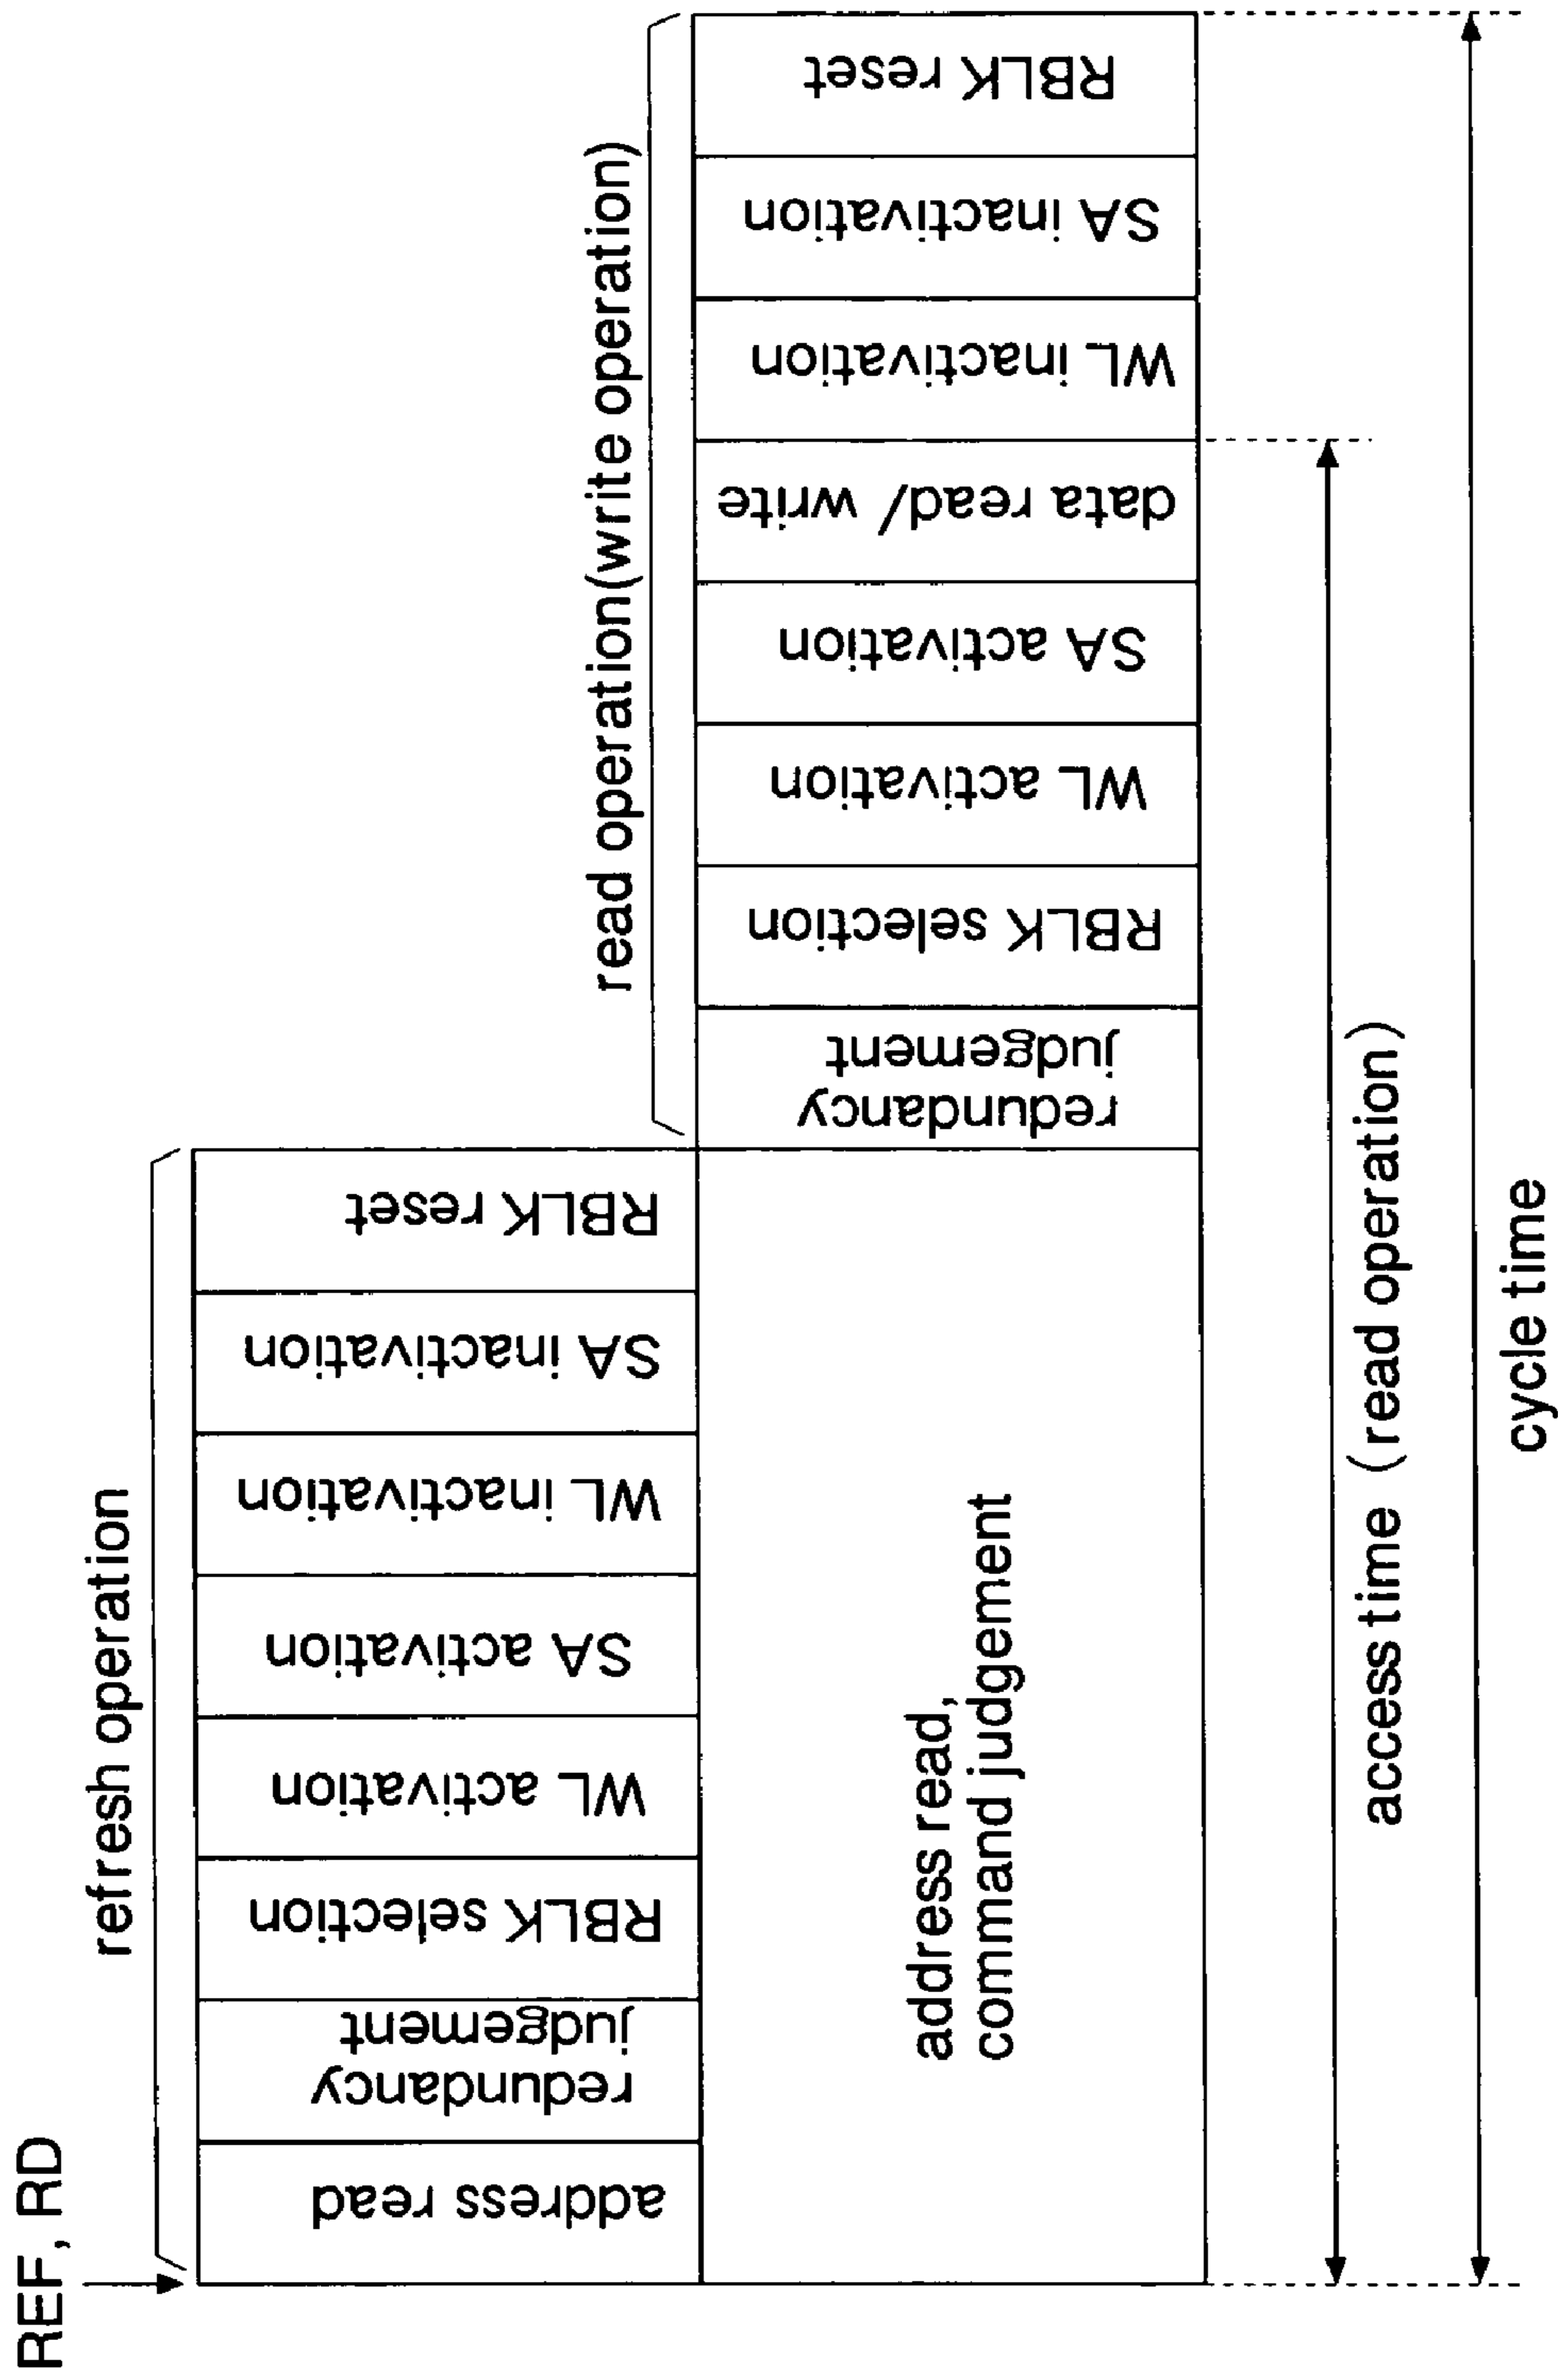 REF, RD
refresh operation
address read
redundancy
judgement
RBLK selection
WL activation
SA activation
WL inactivation
SA inactivation
RBLK reset
read operation(write operation)
address read,
command judgement
redundancy
judgement
RBLK selection
WL activation
SA activation
data read/ write
WL inactivation
SA inactivation
RBLK reset
access time (read operation)
cycle time